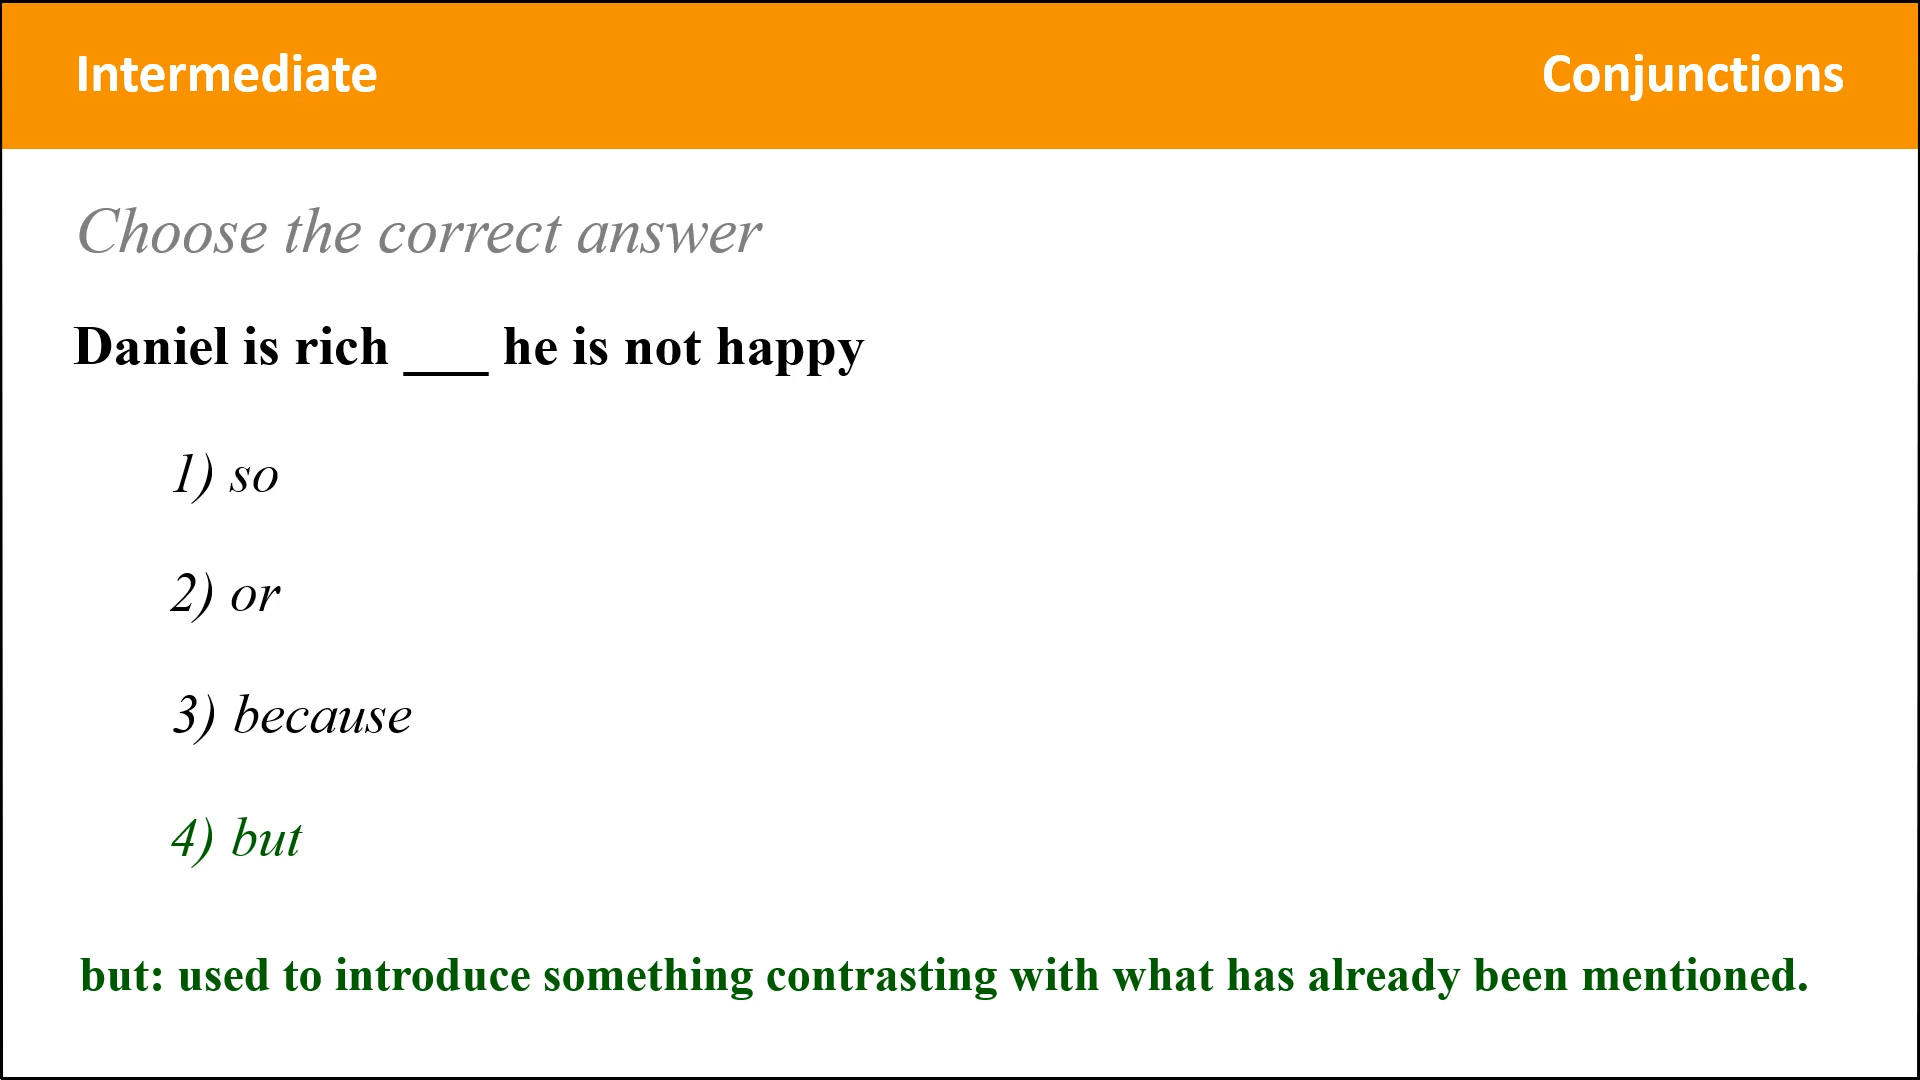 Intermediate
Conjunctions
Choose the correct answer
Daniel is rich ___ he is not happy
1) so
2) or
3) because
4) but
but: used to introduce something contrasting with what has already been mentioned.